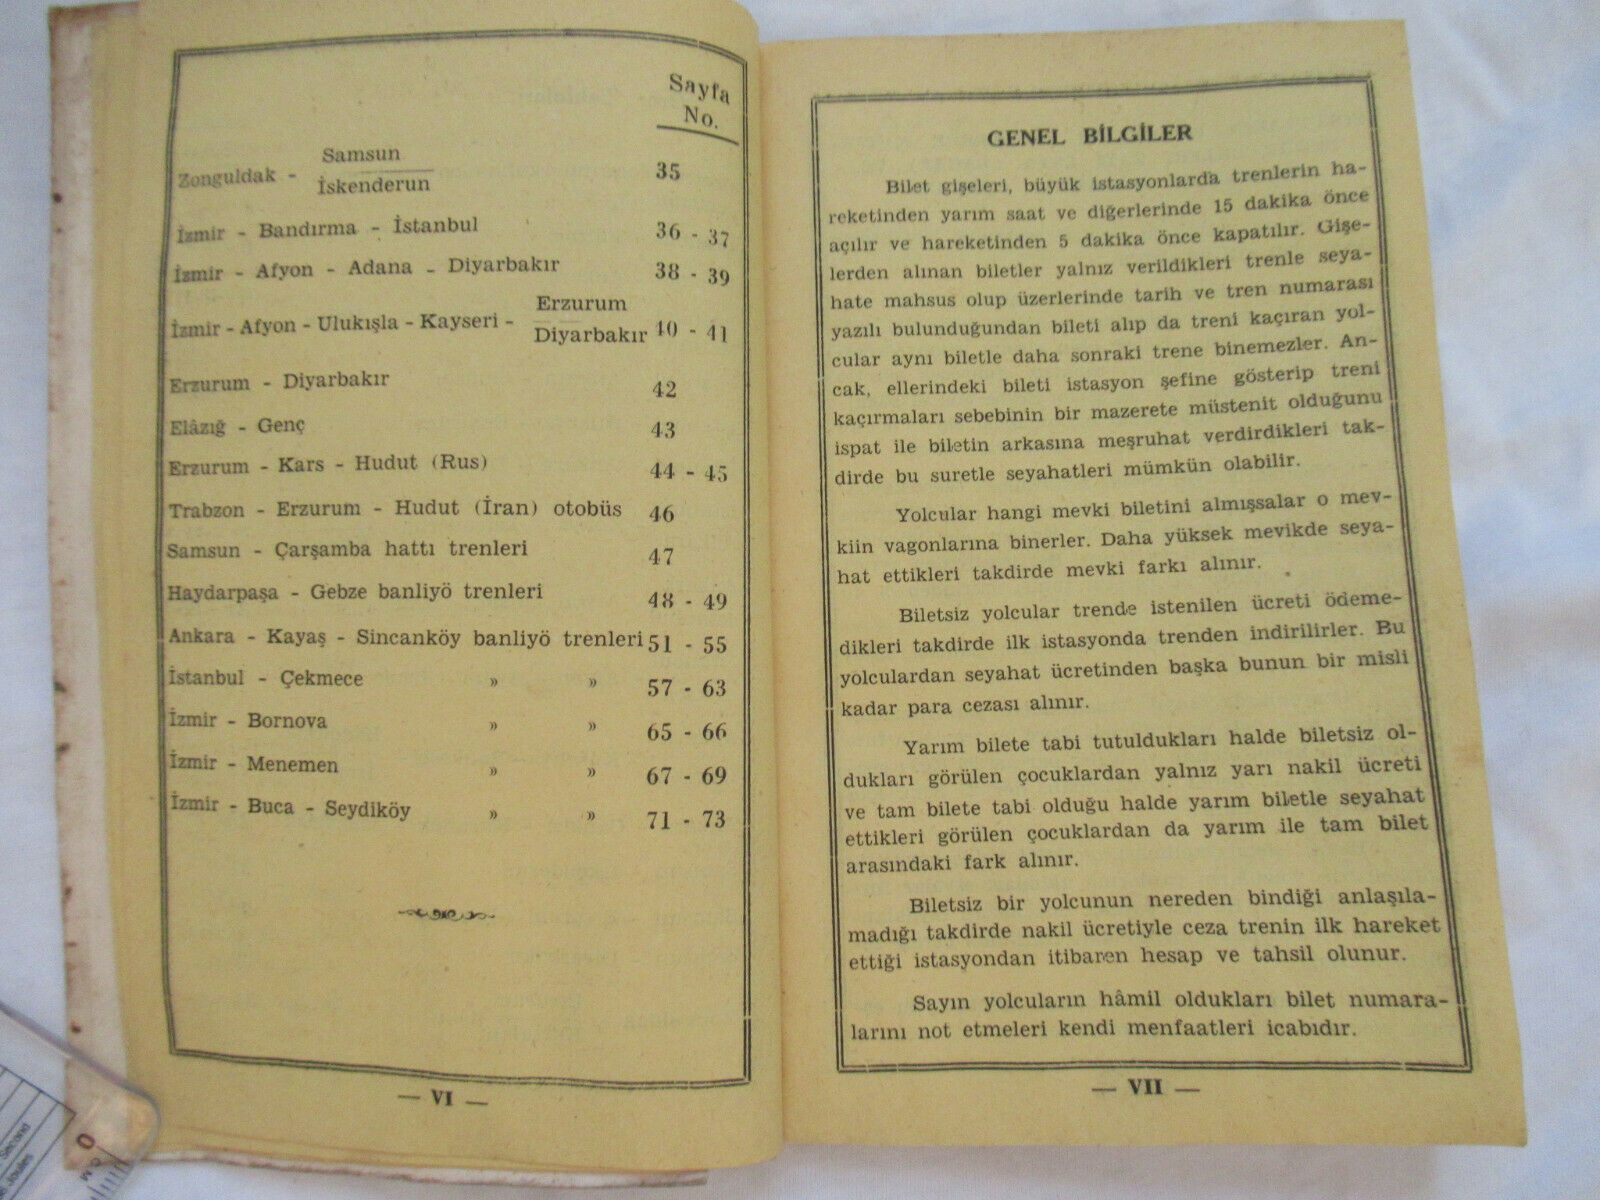 Sayfa
No.
Samsun
Zonguldak - İskenderun 35
İzmir - Bandırma - İstanbul 36 - 37
İzmir - Afyon - Adana - Diyarbakır 38 - 39
Erzurum
İzmir - Afyon - Ulukışla - Kayseri - Diyarbakır 40 - 41
Erzurum - Diyarbakır 42
Elâzığ - Genç 43
Erzurum - Kars - Hudut (Rus) 44 - 45
Trabzon - Erzurum - Hudut (İran) otobüs 46
Samsun - Çarşamba hattı trenleri 47
Haydarpaşa - Gebze banliyö trenleri 48 - 49
Ankara - Kayaş - Sincanköy banliyö trenleri 51 - 55
İstanbul - Çekmece » » 57 - 63
İzmir - Bornova » » 65 - 66
İzmir - Menemen » » 67 - 69
İzmir - Buca - Seydiköy » » 71 - 73
— VI —
GENEL BİLGİLER
Bilet gişeleri, büyük istasyonlarda trenlerin ha-
reketinden yarım saat ve diğerlerinde 15 dakika önce
açılır ve hareketinden 5 dakika önce kapatılır. Gişe-
lerden alınan biletler yalnız verildikleri trenle seya-
hate mahsus olup üzerlerinde tarih ve tren numarası
yazılı bulunduğundan bileti alıp da treni kaçıran yol-
cular aynı biletle daha sonraki trene binemezler. An-
cak, ellerindeki bileti istasyon şefine gösterip treni
kaçırmaları sebebinin bir mazerete müstenit olduğunu
ispat ile biletin arkasına meşruhat verdirdikleri tak-
dirde bu suretle seyahatleri mümkün olabilir.
Yolcular hangi mevki biletini almışsalar o mev-
kiin vagonlarına binerler. Daha yüksek mevikde seya-
hat ettikleri takdirde mevki farkı alınır.
Biletsiz yolcular trende istenilen ücreti ödeme-
dikleri takdirde ilk istasyonda trenden indirilirler. Bu
yolculardan seyahat ücretinden başka bunun bir misli
kadar para cezası alınır.
Yarım bilete tabi tutuldukları halde biletsiz ol-
dukları görülen çocuklardan yalnız yarı nakil ücreti
ve tam bilete tabi olduğu halde yarım biletle seyahat
ettikleri görülen çocuklardan da yarım ile tam bilet
arasındaki fark alınır.
Biletsiz bir yolcunun nereden bindiği anlaşıla-
madığı takdirde nakil ücretiyle ceza trenin ilk hareket
ettiği istasyondan itibaren hesap ve tahsil olunur.
Sayın yolcuların hâmil oldukları bilet numara-
larını not etmeleri kendi menfaatleri icabıdır.
— VII —
Second
0
C M